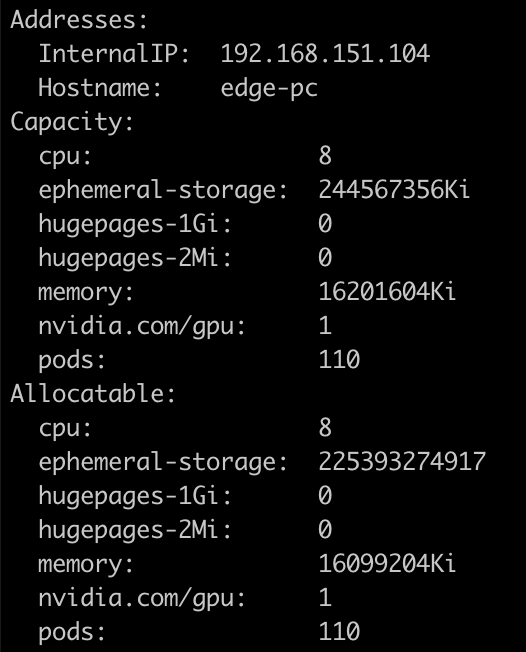 Addresses:
  InternalIP:  192.168.151.104
  Hostname:    edge-pc
Capacity:
  cpu:                8
  ephemeral-storage:  244567356Ki
  hugepages-1Gi:      0
  hugepages-2Mi:      0
  memory:             16201604Ki
  nvidia.com/gpu:     1
  pods:               110
Allocatable:
  cpu:                8
  ephemeral-storage:  225393274917
  hugepages-1Gi:      0
  hugepages-2Mi:      0
  memory:             16099204Ki
  nvidia.com/gpu:     1
  pods:               110